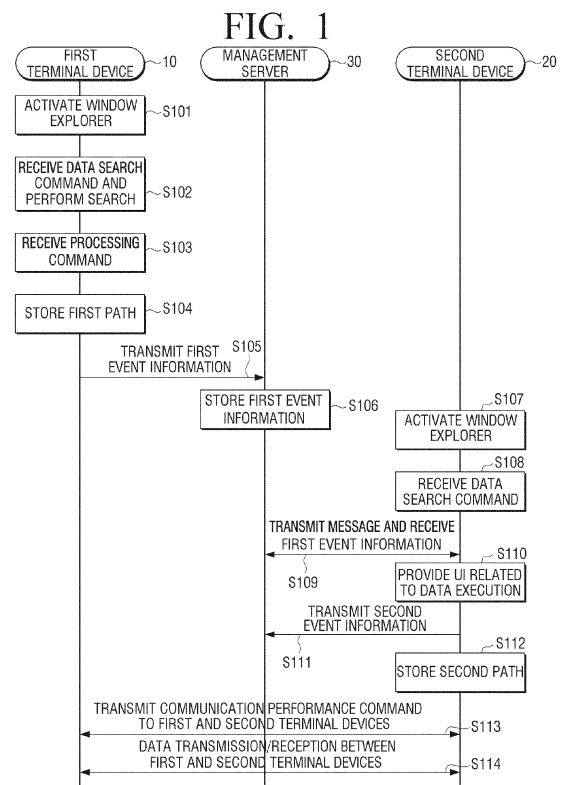 FIG. 1
FIRST
TERMINAL DEVICE
10
MANAGEMENT
SERVER
30
SECOND
TERMINAL DEVICE
20
ACTIVATE WINDOW
EXPLORER
S101
RECEIVE DATA SEARCH
COMMAND AND
PERFORM SEARCH
S102
RECEIVE PROCESSING
COMMAND
S103
STORE FIRST PATH
S104
TRANSMIT FIRST
EVENT INFORMATION
S105
STORE FIRST EVENT
INFORMATION
S106
S107
ACTIVATE WINDOW
EXPLORER
S108
RECEIVE DATA
SEARCH COMMAND
TRANSMIT MESSAGE AND RECEIVE
FIRST EVENT INFORMATION
S109
S110
PROVIDE UI RELATED
TO DATA EXECUTION
TRANSMIT SECOND
EVENT INFORMATION
S111
S112
STORE SECOND PATH
TRANSMIT COMMUNICATION PERFORMANCE COMMAND
TO FIRST AND SECOND TERMINAL DEVICES
S113
DATA TRANSMISSION/RECEPTION BETWEEN
FIRST AND SECOND TERMINAL DEVICES
S114